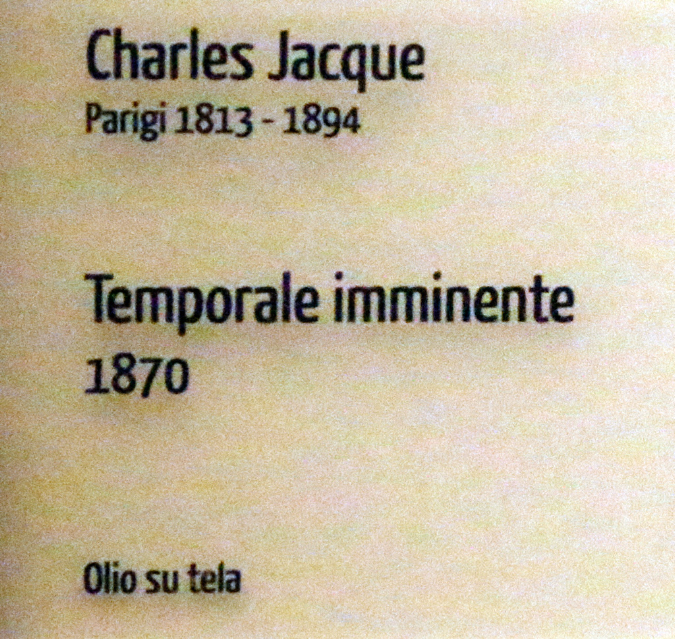 Charles Jacque
Parigi 1813 - 1894
Temporale imminente
1870
Olio su tela